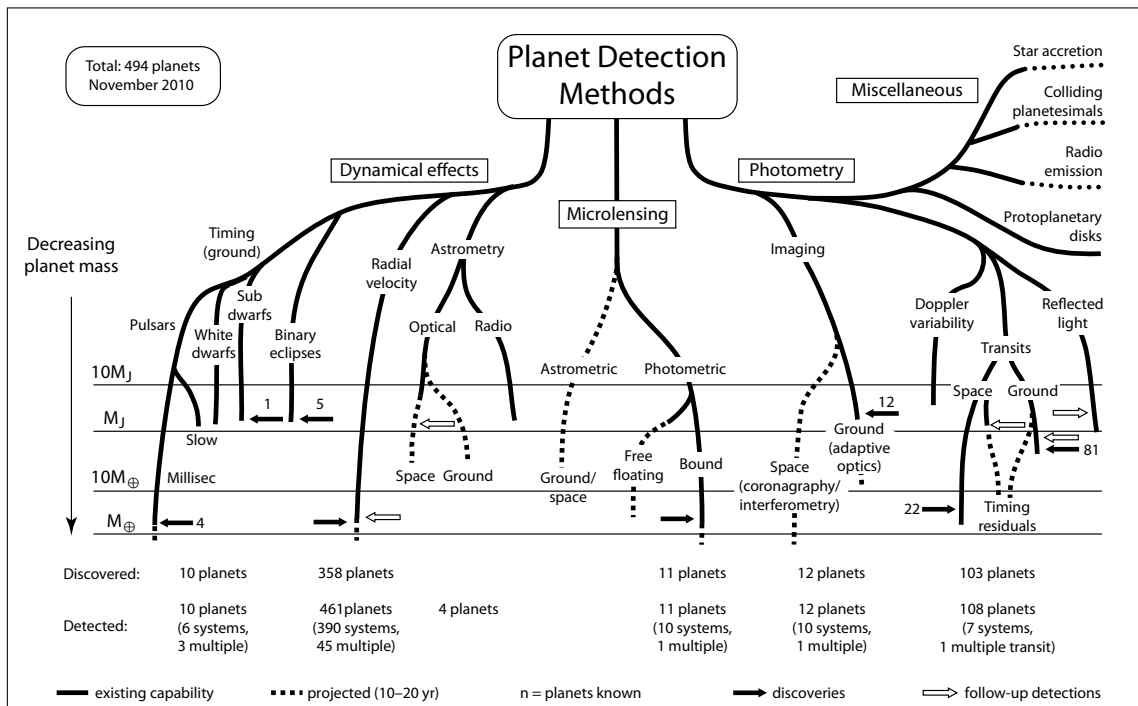 Total: 494 planets
November 2010
Planet Detection
Methods
Miscellaneous
Star accretion
Colliding
planetesimals
Radio
emission
Protoplanetary
disks
Dynamical effects
Microlensing
Photometry
Decreasing
planet mass
Timing
(ground)
Pulsars
White
dwarfs
Sub
dwarfs
Binary
eclipses
Radial
velocity
Astrometry
Optical
Radio
Astrometric
Photometric
Imaging
Doppler
variability
Reflected
light
Transits
Space
Ground
10MJ
MJ
10M⊕
M⊕
Slow
Millisec
1
5
4
Space
Ground
Ground/
space
Free
floating
Bound
12
Ground
(adaptive
optics)
Space
(coronagraphy/
interferometry)
81
22
Timing
residuals
Discovered:
10 planets
358 planets
11 planets
12 planets
103 planets
Detected:
10 planets
(6 systems,
3 multiple)
461planets
(390 systems,
45 multiple)
4 planets
11 planets
(10 systems,
1 multiple)
12 planets
(10 systems,
1 multiple)
108 planets
(7 systems,
1 multiple transit)
existing capability
projected (10–20 yr)
n = planets known
discoveries
follow-up detections